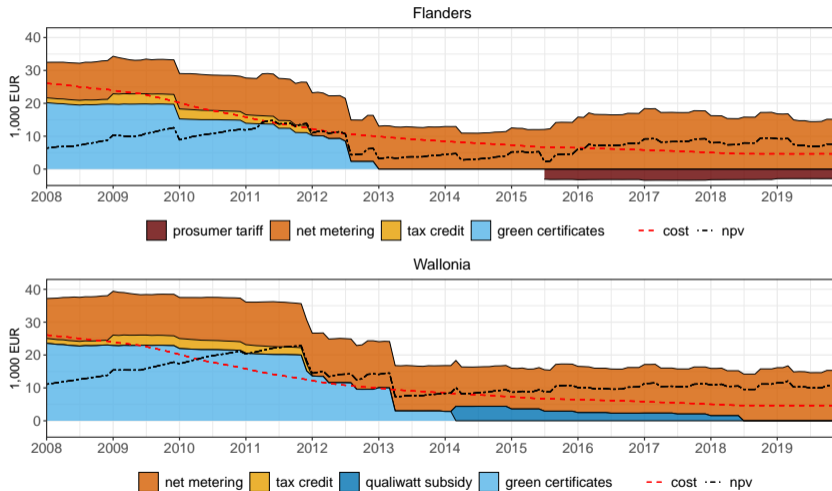 Flanders
1,000 EUR
40
30
20
10
0
2008 2009 2010 2011 2012 2013 2014 2015 2016 2017 2018 2019
prosumer tariff net metering tax credit green certificates cost npv
Wallonia
1,000 EUR
40
30
20
10
0
2008 2009 2010 2011 2012 2013 2014 2015 2016 2017 2018 2019
net metering tax credit qualiwatt subsidy green certificates cost npv